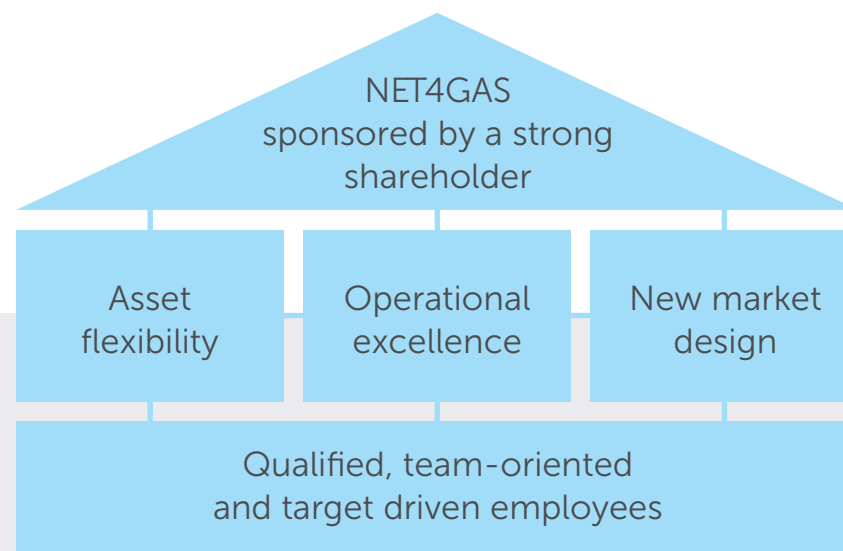 NET4GAS
sponsored by a strong
shareholder
Asset
flexibility
Operational
excellence
New market
design
Qualified, team-oriented
and target driven employees